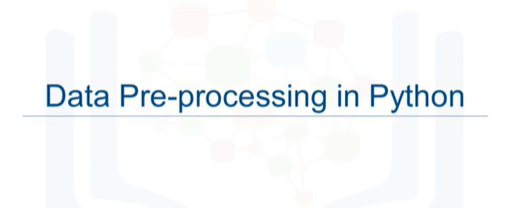 Data Pre-processing in Python